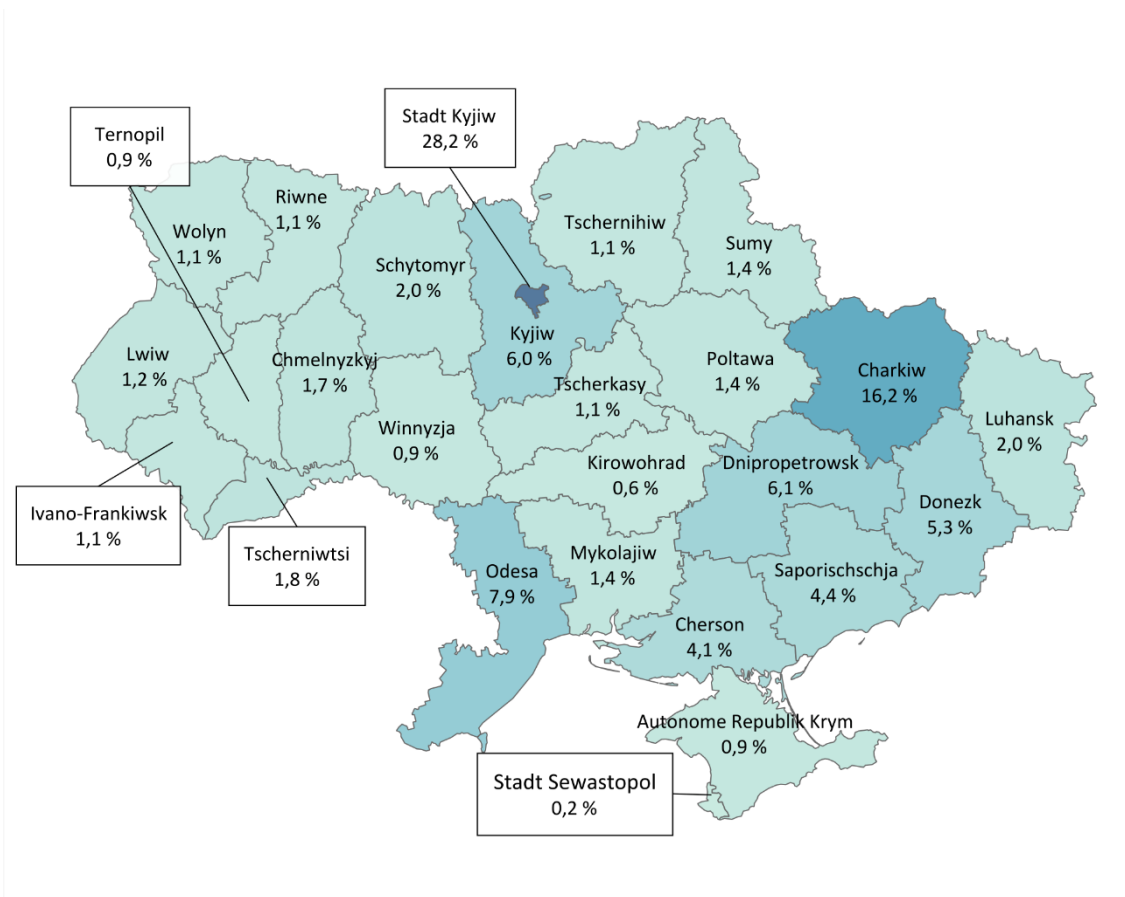 Stadt Kyjiw
28,2 %
Ternopil
0,9 %
Riwne
1,1 %
Wolyn
1,1 %
Schytomyr
2,0 %
Tschernihiw
1,1 %
Sumy
1,4 %
Kyjiw
6,0 %
Lwiw
1,2 %
Chmelnyzkyj
1,7 %
Tscherkasy
1,1 %
Poltawa
1,4 %
Charkiw
16,2 %
Luhansk
2,0 %
Winnyzja
0,9 %
Kirowohrad
0,6 %
Dnipropetrowsk
6,1 %
Donezk
5,3 %
Ivano-Frankiwsk
1,1 %
Tscherniwtsi
1,8 %
Odesa
7,9 %
Mykolajiw
1,4 %
Saporischschja
4,4 %
Cherson
4,1 %
Autonome Republik Krym
0,9 %
Stadt Sewastopol
0,2 %